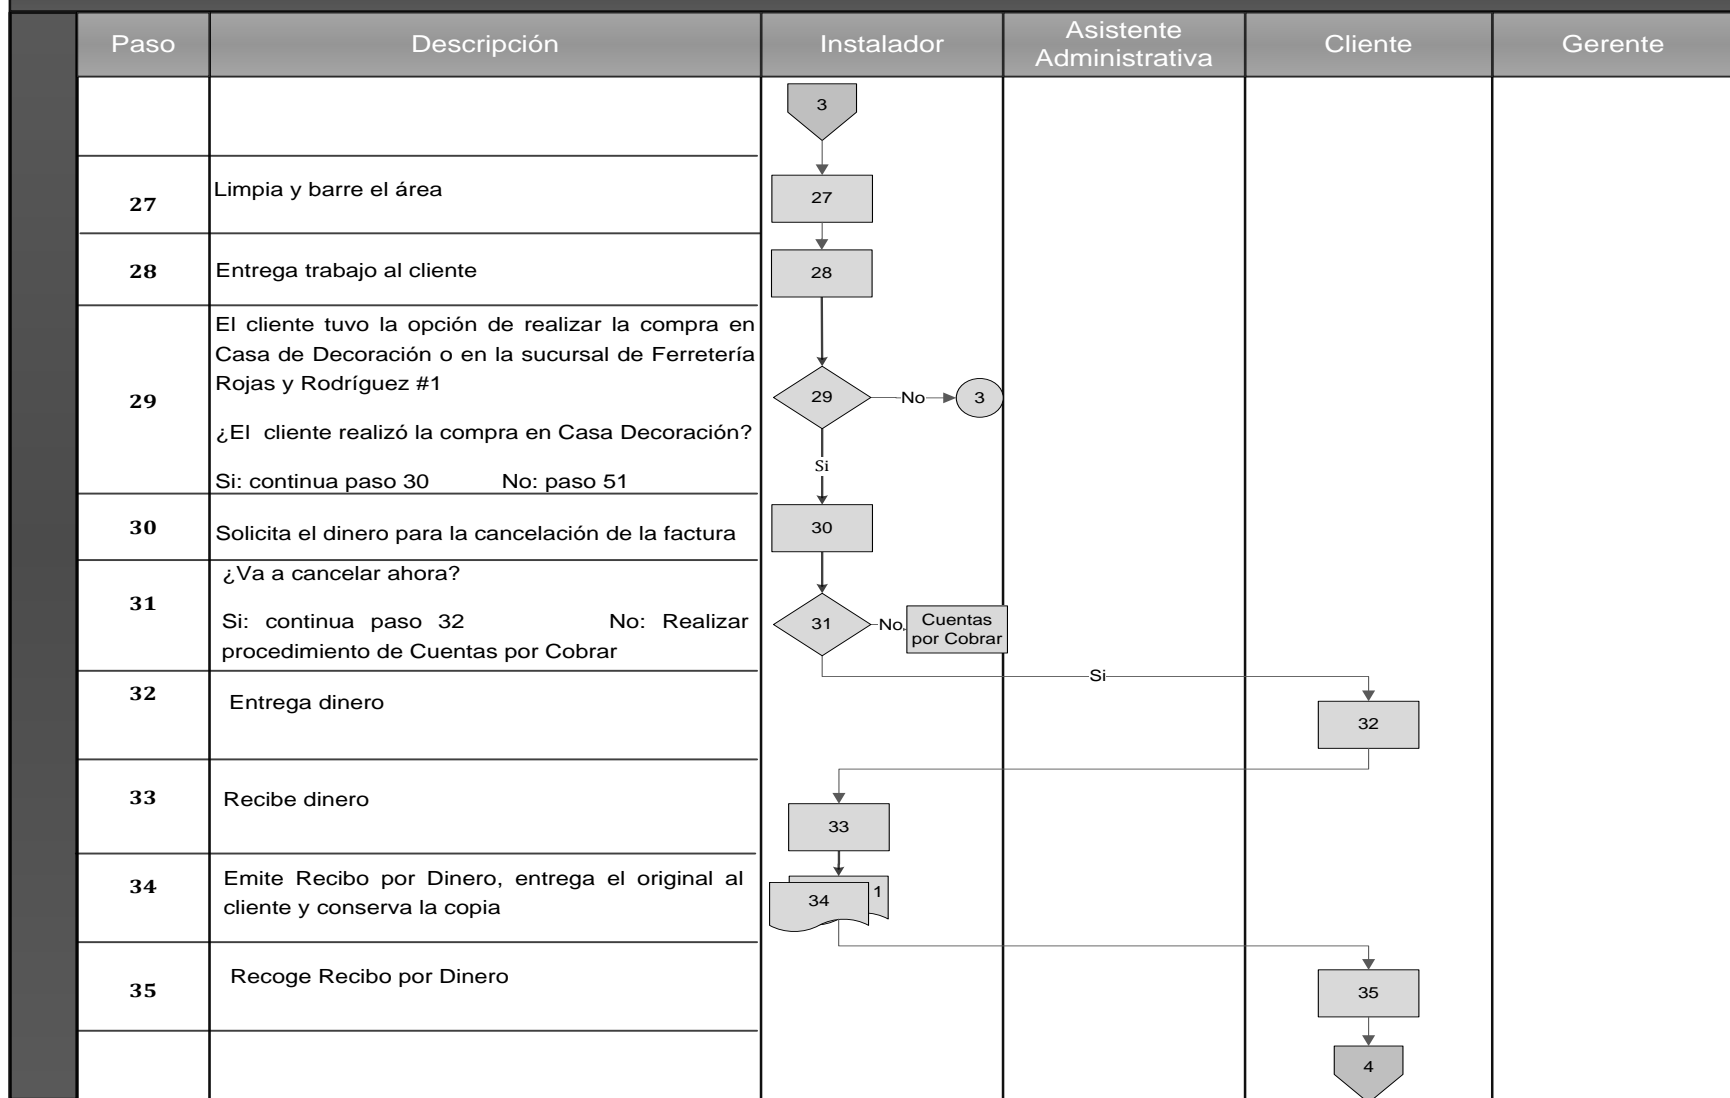 Paso
Descripción
Instalador
Asistente
Administrativa
Cliente
Gerente
3
27
Limpia y barre el área
27
28
Entrega trabajo al cliente
28
29
El cliente tuvo la opción de realizar la compra en
Casa de Decoración o en la sucursal de Ferretería
Rojas y Rodríguez #1
¿El cliente realizó la compra en Casa Decoración?
Si: continua paso 30 No: paso 51
29
No
3
Si
30
Solicita el dinero para la cancelación de la factura
30
31
¿Va a cancelar ahora?
Si: continua paso 32 No: Realizar
procedimiento de Cuentas por Cobrar
31
No
Cuentas
por Cobrar
Si
32
Entrega dinero
32
33
Recibe dinero
33
34
Emite Recibo por Dinero, entrega el original al
cliente y conserva la copia
34
1
35
Recoge Recibo por Dinero
35
4